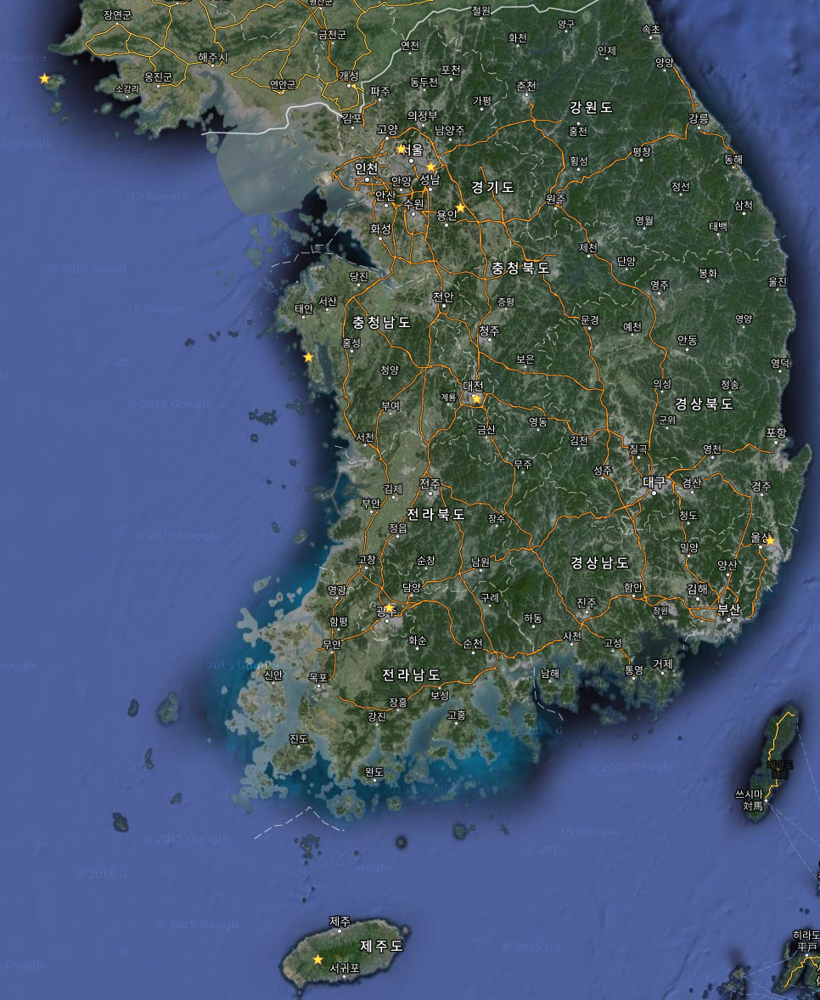 장연군
평산군
철원
양구
속초
금천군
연천
화천
인제
해주시
양양
옹진군
소강리
연안군
개성
동두천
포천
춘천
파주
가평
강원도
김포
의정부
강릉
고양
남양주
홍천
서울
평창
동해
인천
횡성
안양
성남
경기도
정선
안산
수원
원주
삼척
용인
영월
태백
화성
제천
단양
충청북도
당진
봉화
울진
영주
천안
증평
태안
서산
충청남도
문경
예천
영양
청주
홍성
안동
보은
영덕
청양
대전
의성
청송
계룡
부여
경상북도
영동
군위
금산
서천
김천
칠곡
영천
포항
무주
성주
김제
전주
대구
경산
경주
부안
전라북도
장수
청도
정읍
울산
밀양
고창
순창
남원
경상남도
양산
영광
담양
함안
김해
구례
진주
광주
창원
부산
함평
하동
사천
무안
화순
순천
고성
통영
거제
신안
목포
전라남도
남해
보성
장흥
강진
고흥
진도
완도
쓰시마
対馬
제주
제주도
서귀포
히라도
平戸
© 2015 Google